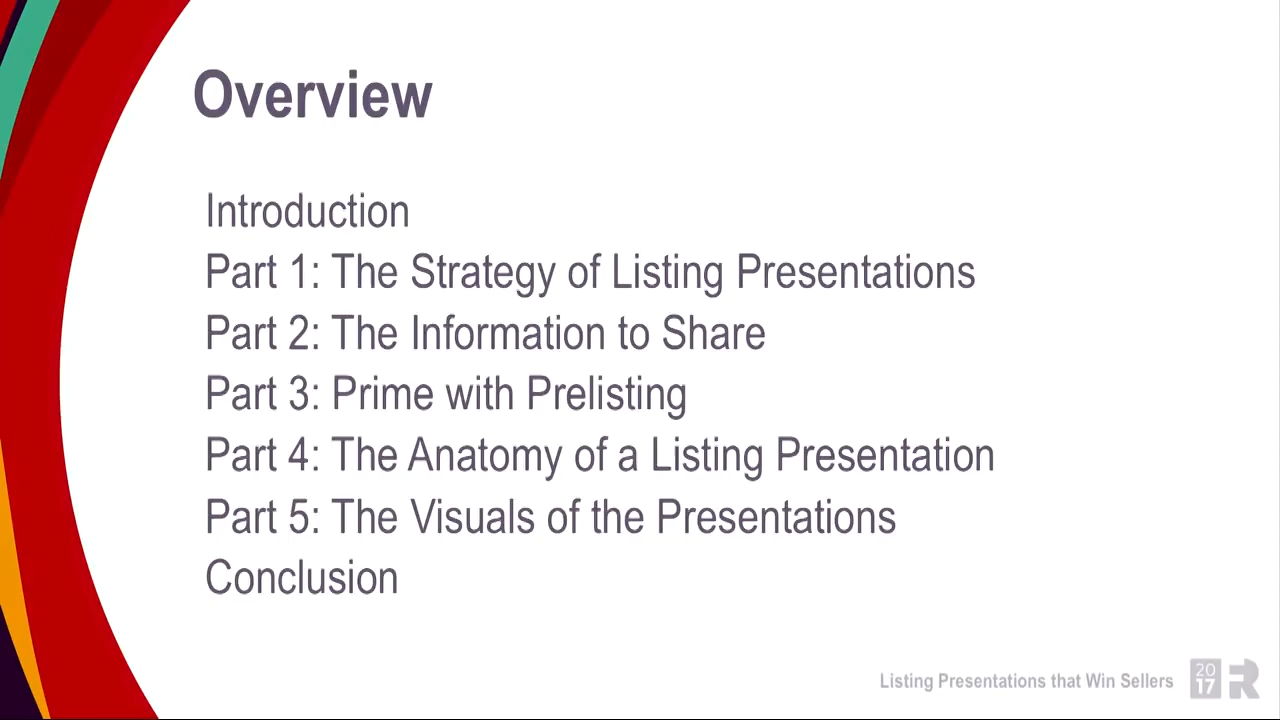 Overview
Introduction
Part 1: The Strategy of Listing Presentations
Part 2: The Information to Share
Part 3: Prime with Prelisting
Part 4: The Anatomy of a Listing Presentation
Part 5: The Visuals of the Presentations
Conclusion
Listing Presentations that Win Sellers
20
17
R